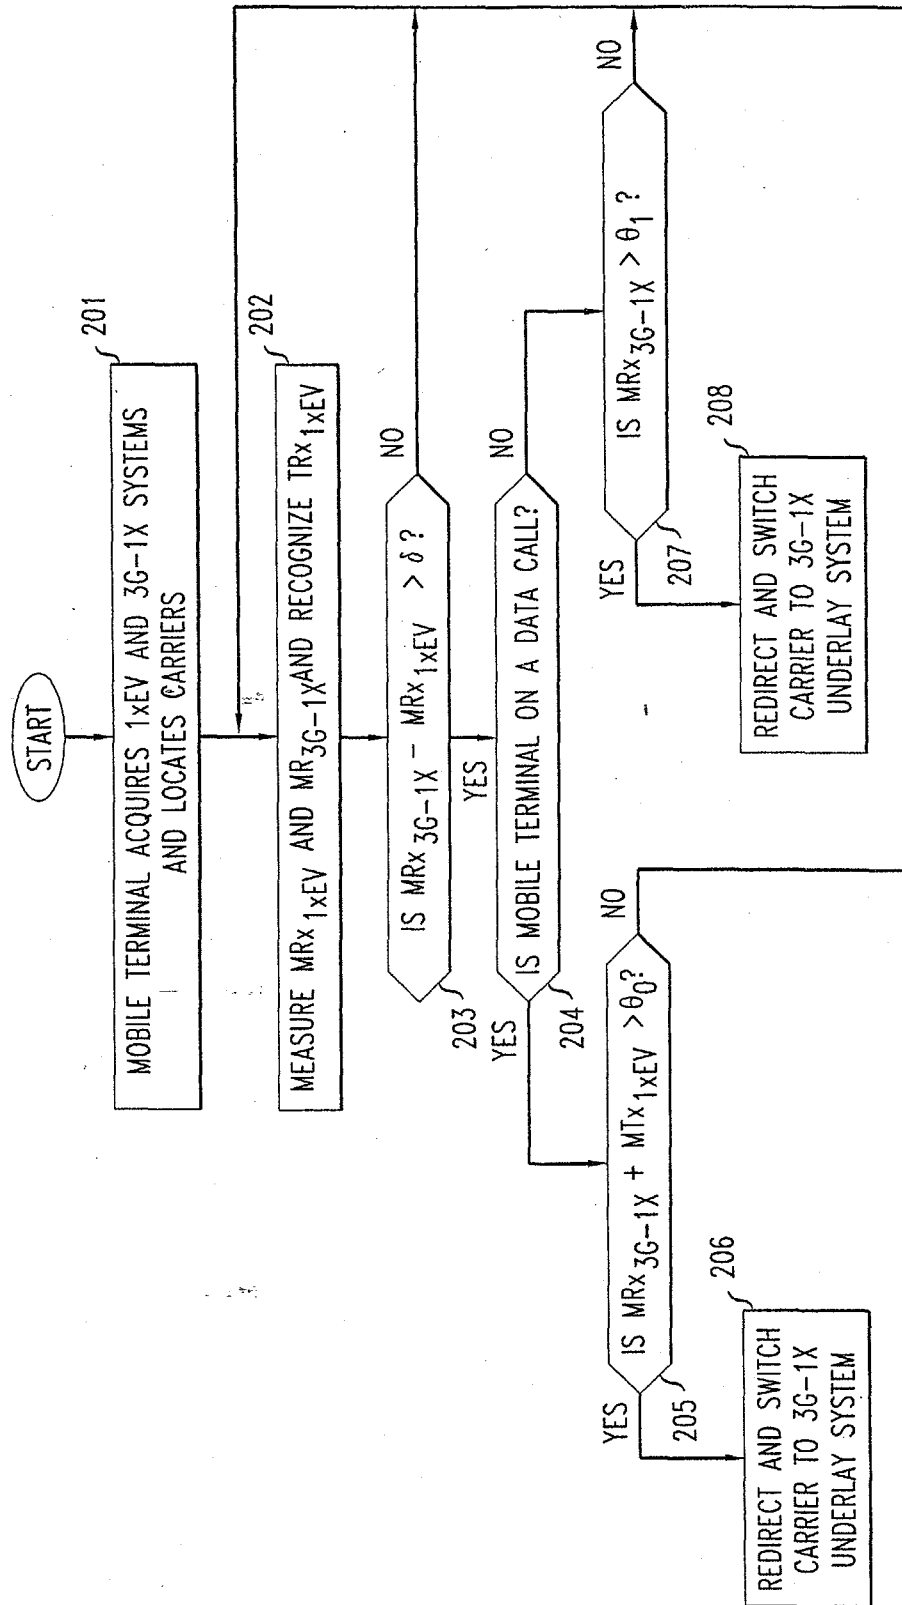 START
201
MOBILE TERMINAL ACQUIRES 1xEV AND 3G-1X SYSTEMS
AND LOCATES CARRIERS
202
MEASURE MRx1xEV AND MR3G-1X AND RECOGNIZE TRx1xEV
IS MRx3G-1X - MRx1xEV > δ?
NO
203
YES
IS MOBILE TERMINAL ON A DATA CALL?
NO
YES
204
IS MRx3G-1X + MTx1xEV >θ0?
NO
YES
205
IS MRx3G-1X > θ1?
NO
YES
207
206
REDIRECT AND SWITCH
CARRIER TO 3G-1X
UNDERLAY SYSTEM
208
REDIRECT AND SWITCH
CARRIER TO 3G-1X
UNDERLAY SYSTEM